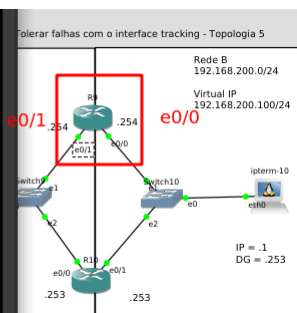 Tolerar falhas com o interface tracking - Topologia 5
Rede B
192.168.200.0/24
Virtual IP
192.168.200.100/24
R9
e0/1
.254
.254
e0/0
e0/1
e0/0
ipterm-10
Switch10
e1
e1
e0
eth0
e2
e2
R10
e0/0
e0/1
IP = .1
DG = .253
.253
.253